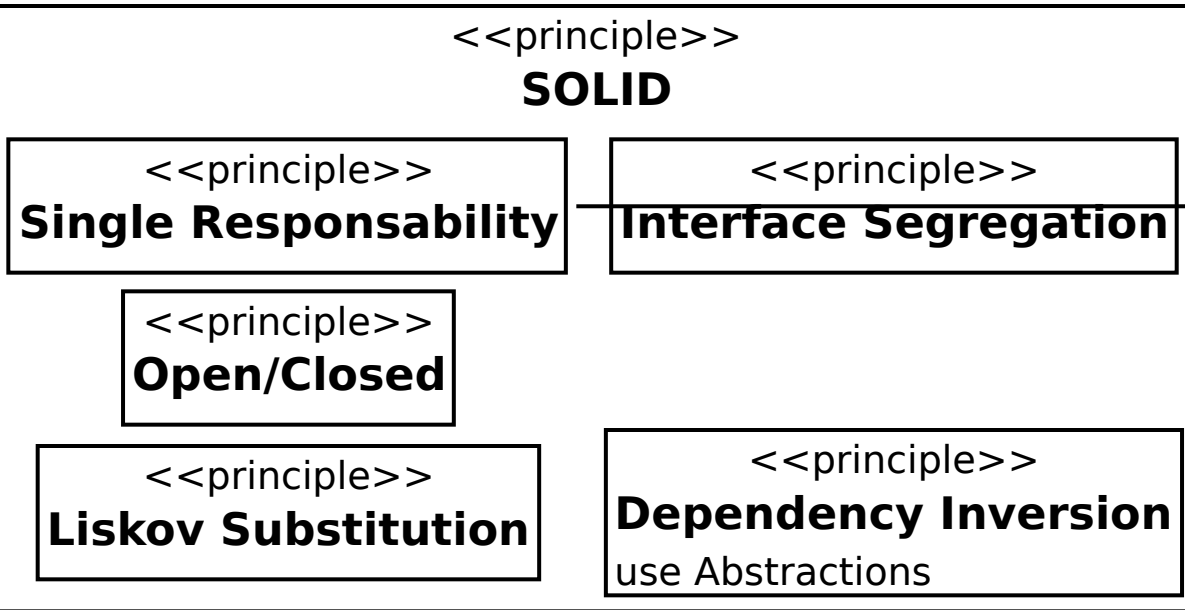 <<principle>>
SOLID
<<principle>>
Single Responsability
<<principle>>
Interface Segregation
<<principle>>
Open/Closed
<<principle>>
Liskov Substitution
<<principle>>
Dependency Inversion
use Abstractions